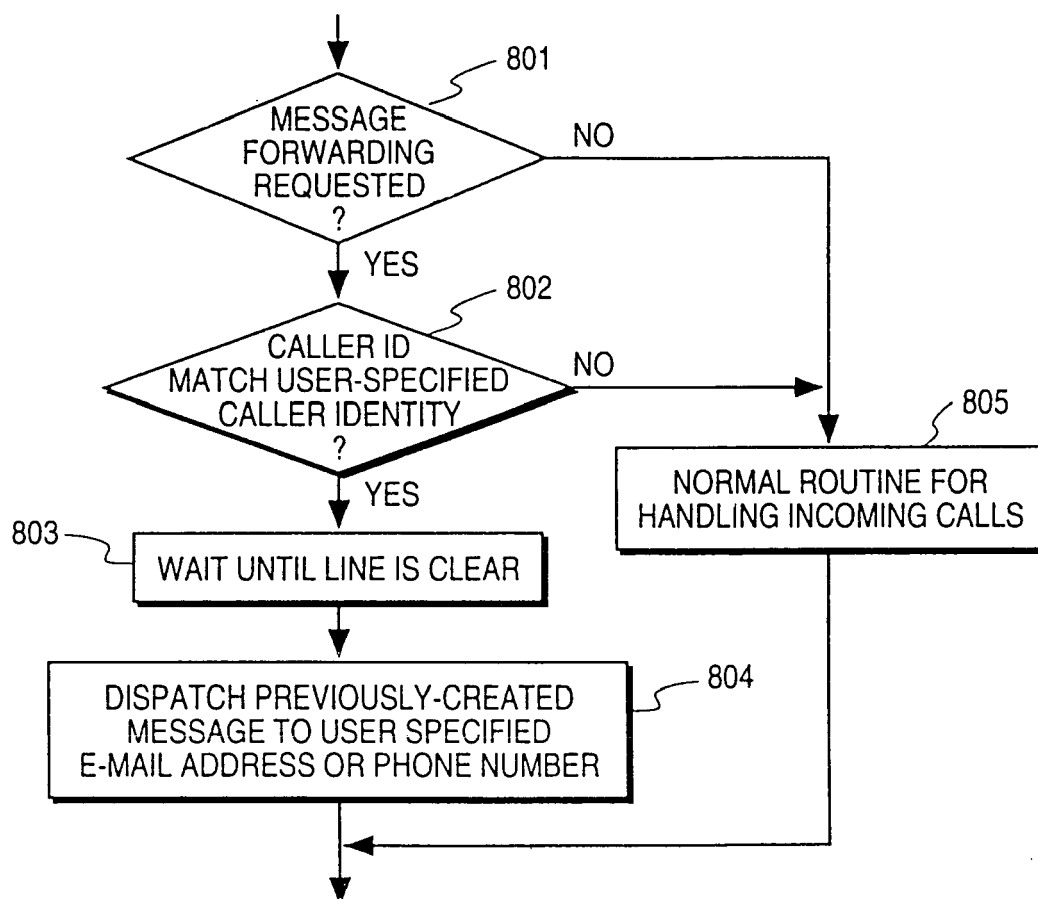 801
MESSAGE
FORWARDING
REQUESTED
?
NO
YES
802
CALLER ID
MATCH USER-SPECIFIED
CALLER IDENTITY
?
NO
YES
805
NORMAL ROUTINE FOR
HANDLING INCOMING CALLS
803
WAIT UNTIL LINE IS CLEAR
804
DISPATCH PREVIOUSLY-CREATED
MESSAGE TO USER SPECIFIED
E-MAIL ADDRESS OR PHONE NUMBER